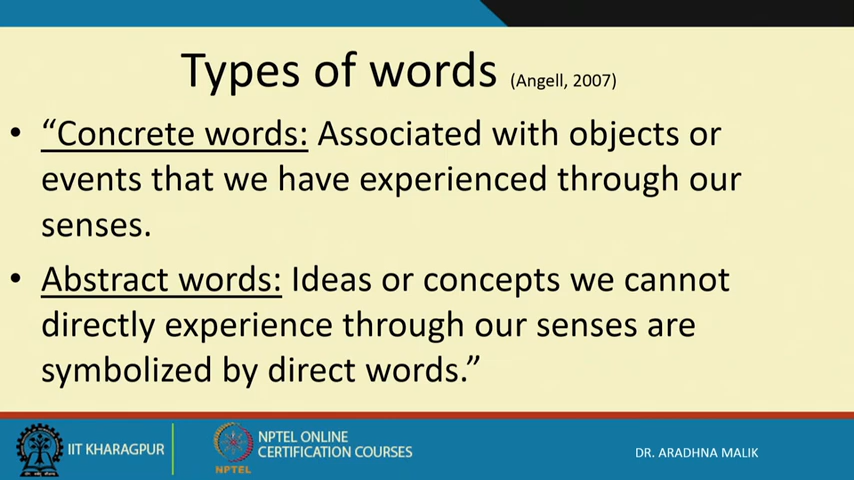 Types of words (Angell, 2007)
• “Concrete words: Associated with objects or
events that we have experienced through our
senses.
• Abstract words: Ideas or concepts we cannot
directly experience through our senses are
symbolized by direct words.”
IIT KHARAGPUR
NPTEL
NPTEL ONLINE
CERTIFICATION COURSES
DR. ARADHNA MALIK